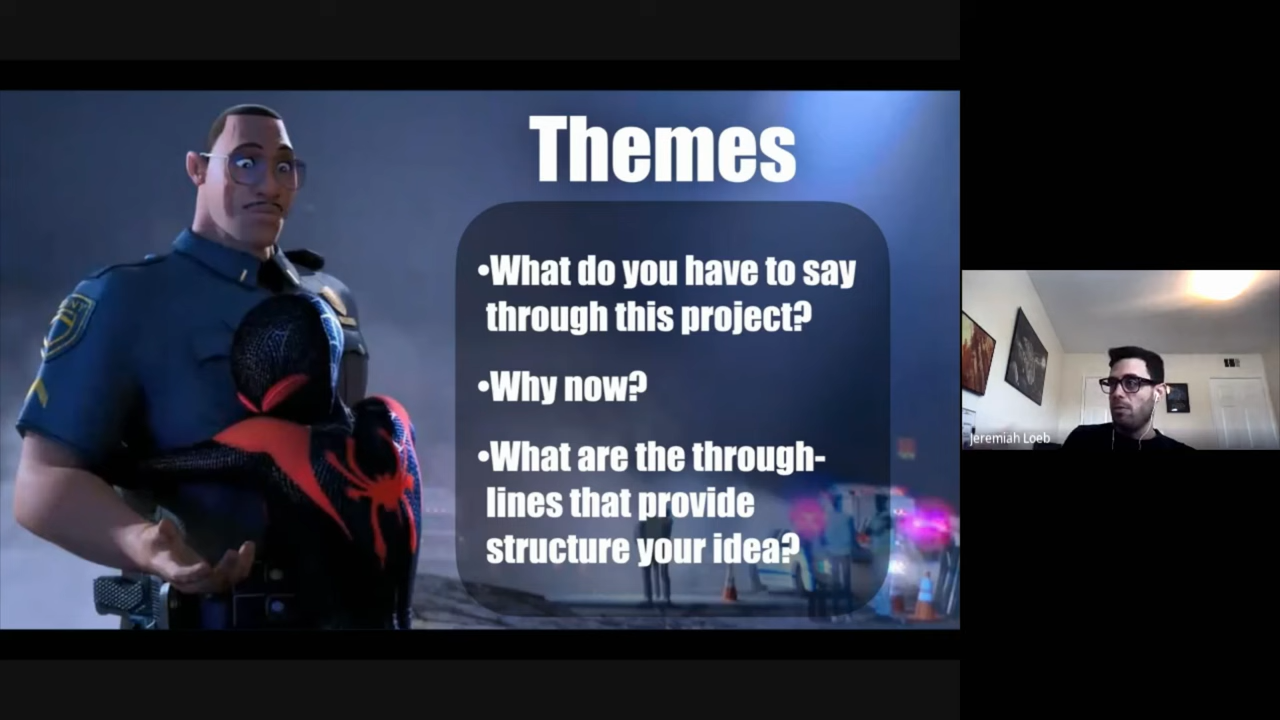 Themes
•What do you have to say
through this project?
•Why now?
•What are the through-
lines that provide
structure your idea?
Jeremiah Loeb